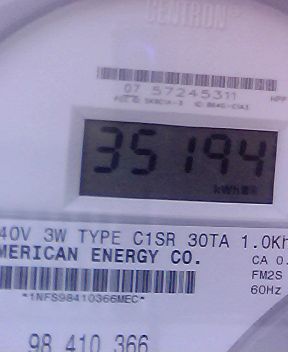 CENTRON
07 57245311
35194
kWh
40V 3W TYPE C1SR 30TA 1.0Kh
MERICAN ENERGY CO.
CA 0.
FM2S
60Hz
*1NFS98410366MEC*
98 410 366